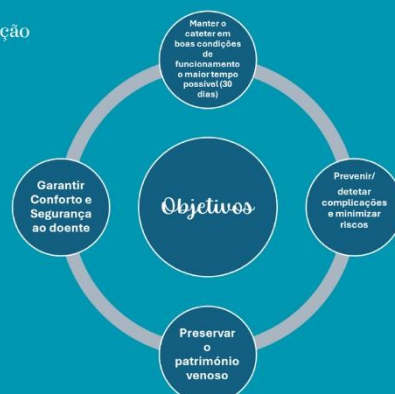 ção
Manter o
cateter em
boas condições
de
funcionamento
o maior tempo
possível (30
dias)
Garantir
Conforto e
Segurança
ao doente
Objetivos
Prevenir/
detetar
complicações
e minimizar
riscos
Preservar
o
património
venoso